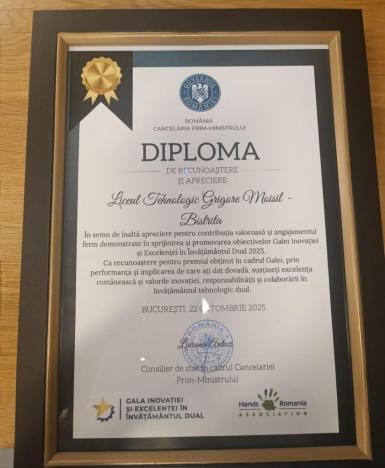 GUVERNUL ROMÂNIEI
ROMÂNIA
CANCELARIA PRIM-MINISTRULUI
DIPLOMA
DE RECUNOAȘTERE
ȘI APRECIERE
Liceul Tehnologic Grigore Moisil -
Bistrita
În semn de înaltă apreciere pentru contribuția valoroasă și angajamentul
ferm demonstrate în sprijinirea și promovarea obiectivelor Galei Inovației
și Excelenței în Învățământul Dual 2025.
Ca recunoaștere pentru premiul obținut în cadrul Galei, prin
performanța și implicarea de care ați dat dovadă, susțineți excelența
românească și valorile inovației, responsabilității și colaborării în
învățământul tehnologic dual.
BUCUREȘTI, 22 OCTOMBRIE 2025
ROMÂNIA
Consilier de stat în cadrul Cancelariei
Prim-Ministrului
GALA INOVAȚIEI
ȘI EXCELENȚEI ÎN
ÎNVĂȚĂMÂNTUL DUAL
Hands Romania
ASSOCIATION